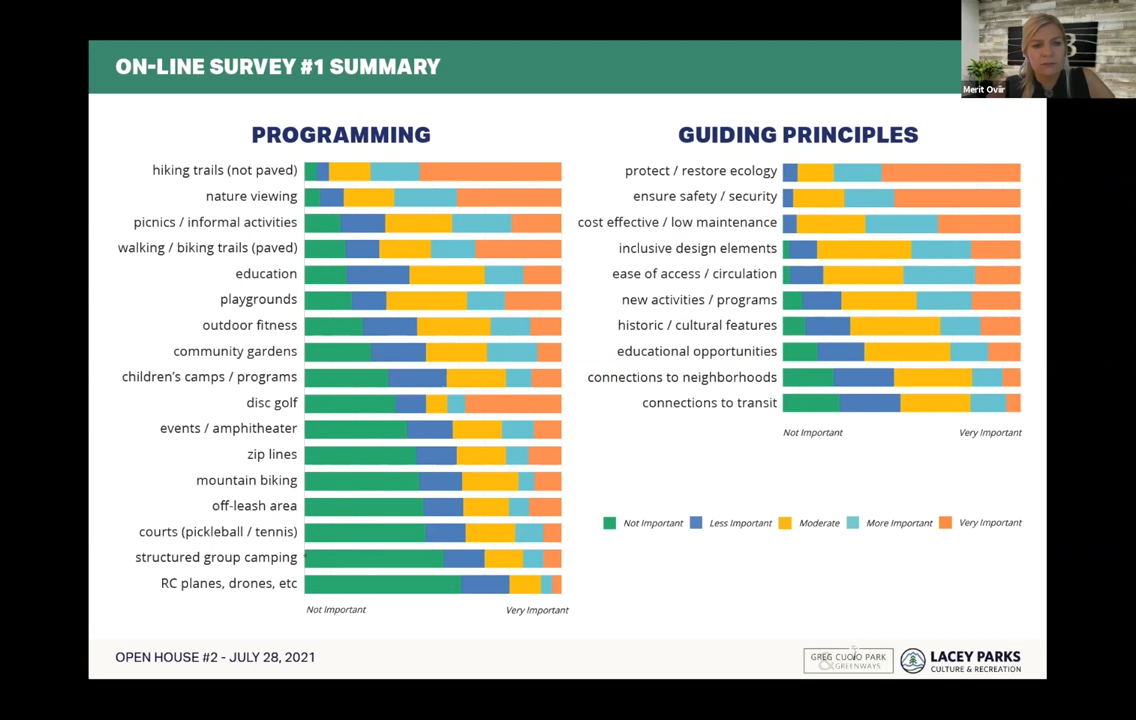 ON-LINE SURVEY #1 SUMMARY
Merit Oviir
PROGRAMMING
hiking trails (not paved)
nature viewing
picnics / informal activities
walking / biking trails (paved)
education
playgrounds
outdoor fitness
community gardens
children's camps / programs
disc golf
events / amphitheater
zip lines
mountain biking
off-leash area
courts (pickleball / tennis)
structured group camping
RC planes, drones, etc
Not Important Very Important
GUIDING PRINCIPLES
protect / restore ecology
ensure safety / security
cost effective / low maintenance
inclusive design elements
ease of access / circulation
new activities / programs
historic / cultural features
educational opportunities
connections to neighborhoods
connections to transit
Not Important Very Important
Not Important Less Important Moderate More Important Very Important
OPEN HOUSE #2 - JULY 28, 2021
GREG CUOIO PARK
& GREENWAYS
LACEY PARKS
CULTURE & RECREATION